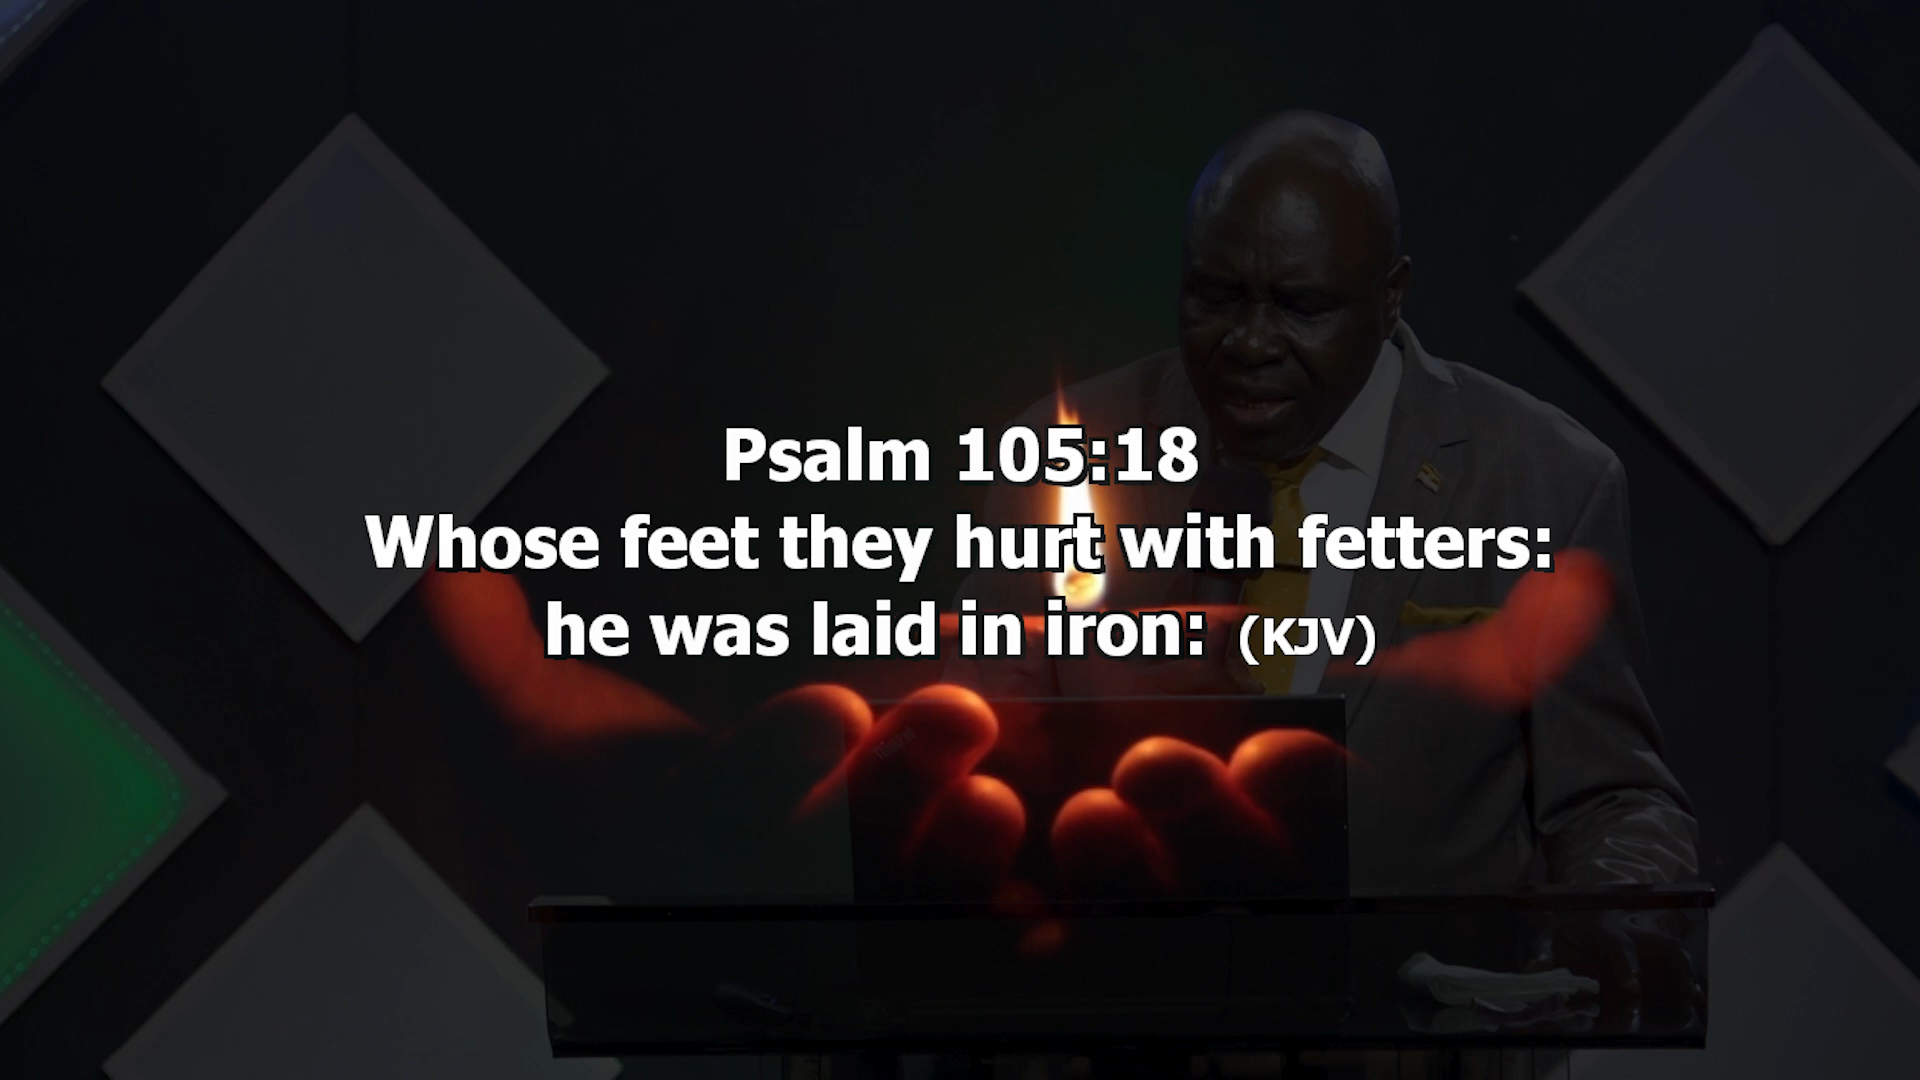 Psalm 105:18
Whose feet they hurt with fetters:
he was laid in iron: (KJV)